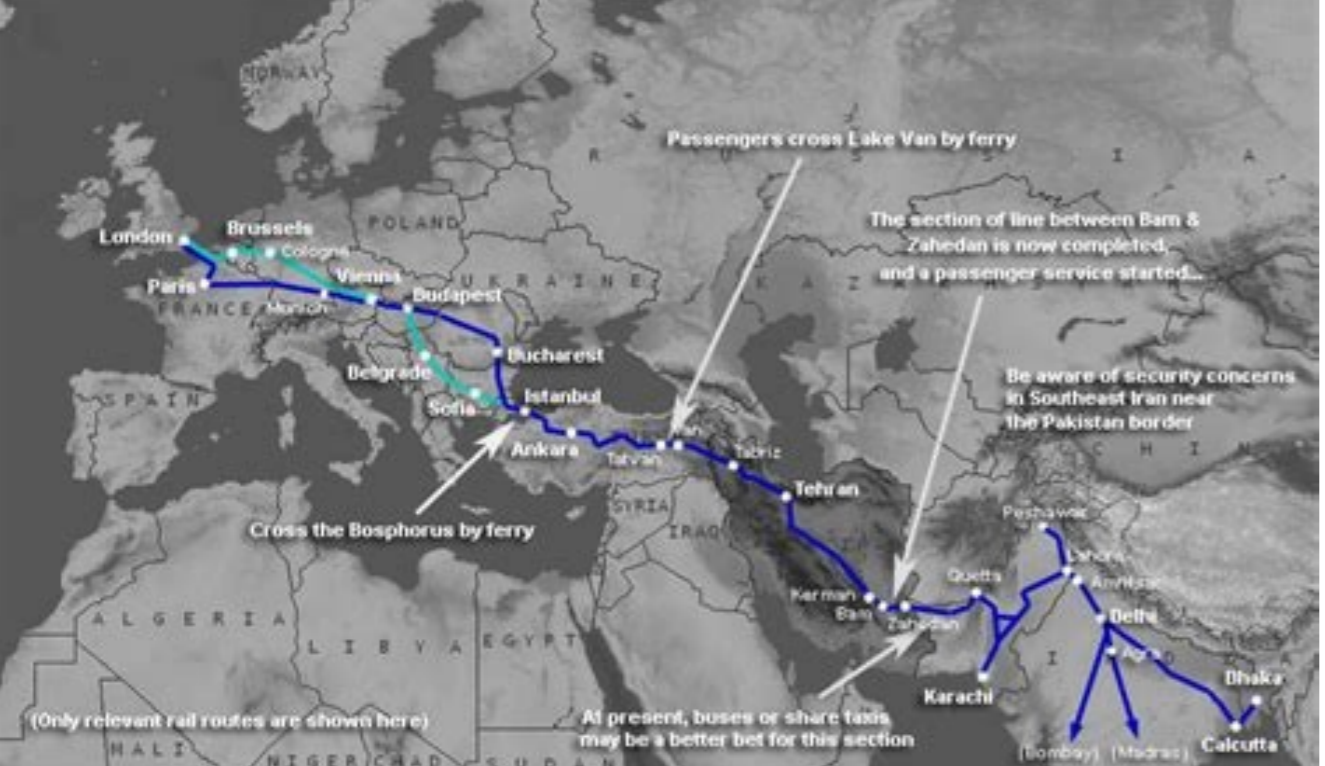 NORWAY
Passengers cross Lake Van by ferry
R U S S I A
POLAND
The section of line between Bam &
Zahedan is now completed,
and a passenger service started...
London
Brussels
Cologne
Vienna
UKRAINE
Paris
FRANCE
Munich
Budapest
Bucharest
Belgrade
Be aware of security concerns
in Southeast Iran near
the Pakistan border
SPAIN
Sofia
Istanbul
Ankara
Tatvan
Van
Tabriz
CHIN
Tehran
SYRIA
IRAQ
Cross the Bosphorus by ferry
Peshawar
Lahore
Amritsar
Quetta
Kerman
Bam
Zahedan
Delhi
ALGERIA
LIBYA
EGYPT
Agra
Karachi
Dhaka
(Only relevant rail routes are shown here)
At present, buses or share taxis
may be a better bet for this section
MALI
NIGER
CHAD
SUDAN
(Bombay)
(Madras)
Calcutta